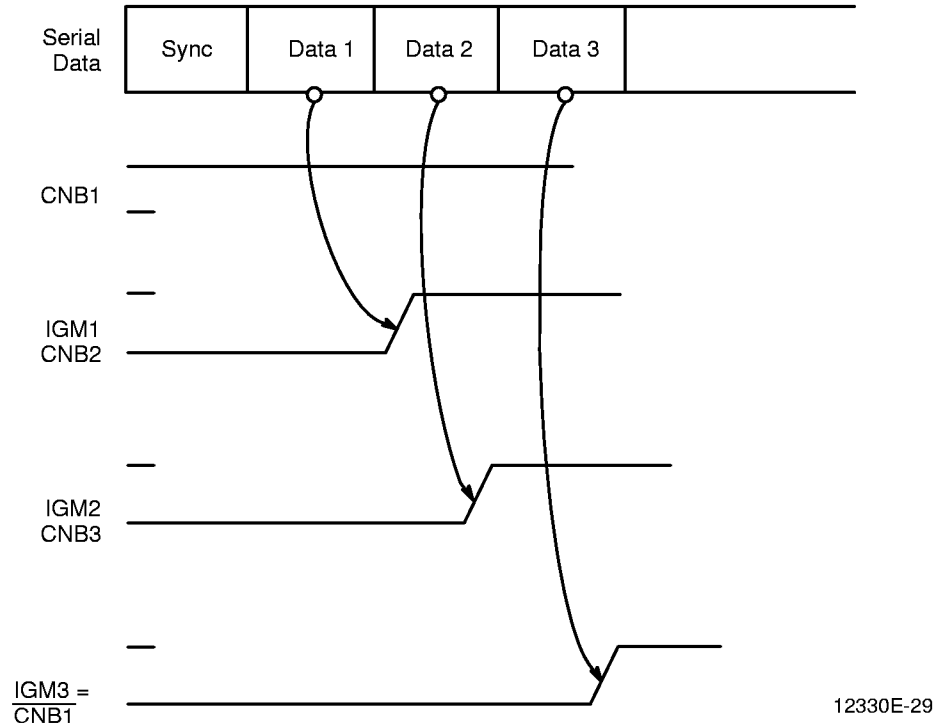 Serial
Data
Sync
Data 1
Data 2
Data 3
CNB1
IGM1
CNB2
IGM2
CNB3
IGM3 =
CNB1
12330E-29